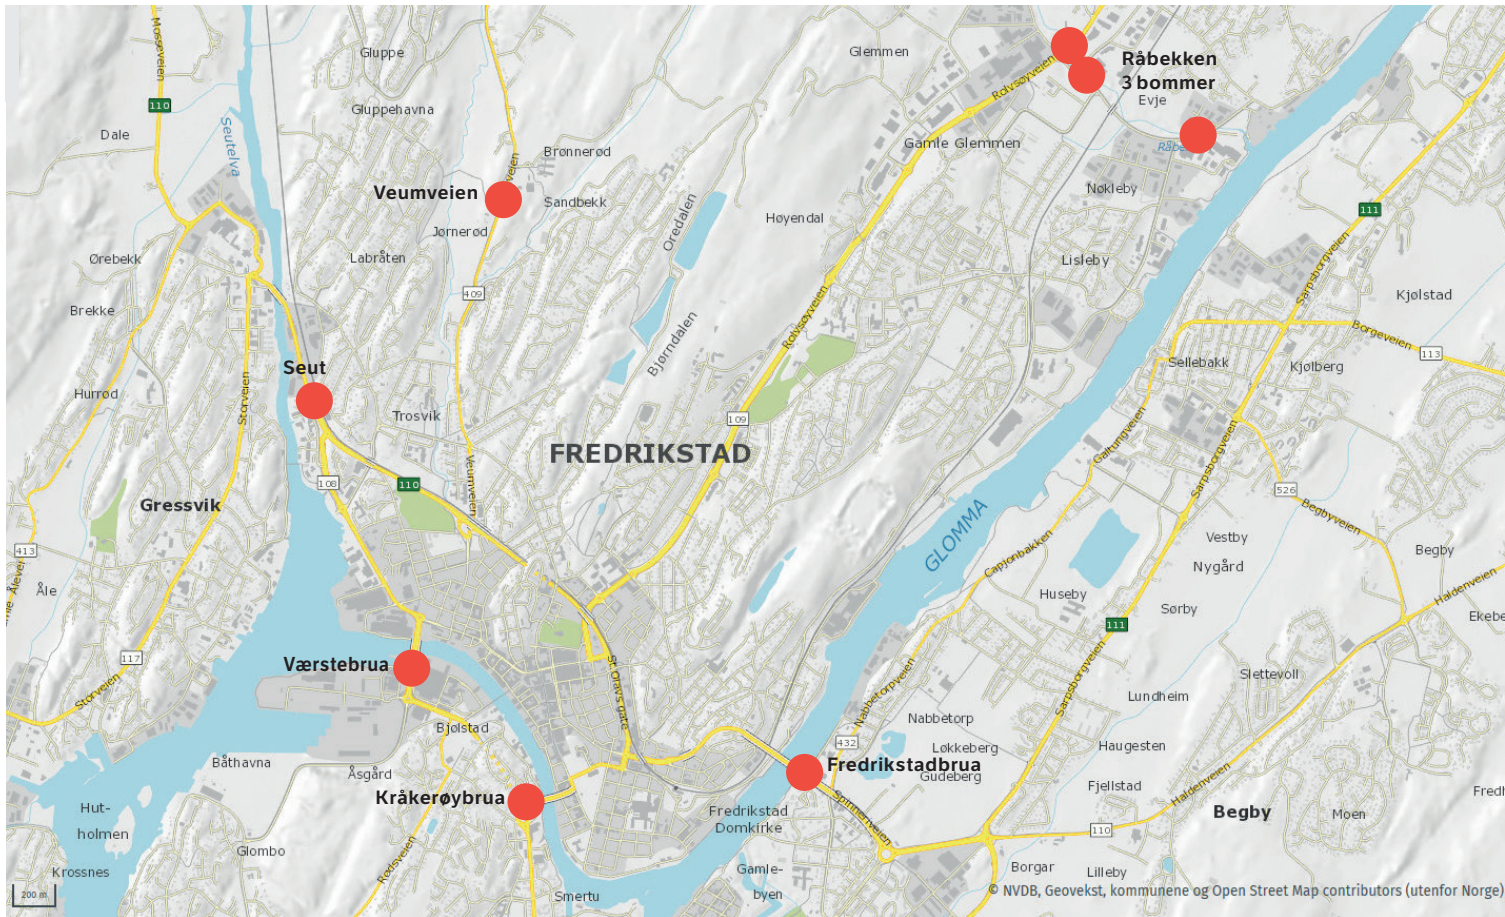 Mosseveien
110
Dale
Seutelva
Gluppe
Gluppehavna
Glemmen
Rolvsøyveien
Råbekken
3 bommer
Evje
Gamle Glemmen
Nøkleby
Brønnerød
veien
Veumveien
Sandbekk
Jørnerød
Oredalen
Høyendal
111
Sarpsborgveien
Ørebekk
Labråten
Lisleby
409
Kjølstad
Brekke
Rolvsøyveien
Bjørndalen
Borgeveien
113
Sellebakk
Kjølberg
Seut
Hurrød
Storveien
Trosvik
109
FREDRIKSTAD
Galtungveien
Sarpsborgveien
108
110
Veumveien
526
Begbyveien
Gressvik
GLOMMA
Capjonbakken
Vestby
Nygård
Begby
413
Åle
Huseby
Sørby
Haldenveien
111
117
Storveien
Værstebrua
St. Olavs gate
Nabbetorpveien
Sarpsborgveien
Slettevoll
Lundheim
Nabbetorp
Bjølstad
432
Løkkeberg
Haugesten
Båthavna
Åsgård
Fredrikstadbrua
Gudeberg
Fjellstad
Haldenveien
Kråkerøybrua
Spinneriveien
Hut-
holmen
Fredrikstad
Domkirke
110
Begby
Moen
Glombo
Rødsveien
Krossnes
Gamle-
byen
Borgar
Lilleby
Smertu
200 m
© NVDB, Geovekst, kommunene og Open Street Map contributors (utenfor Norge)